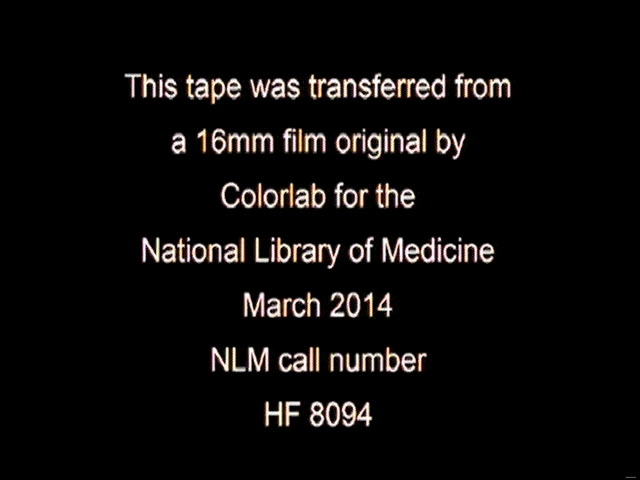 This tape was transferred from
a 16mm film original by
Colorlab for the
National Library of Medicine
March 2014
NLM call number
HF 8094